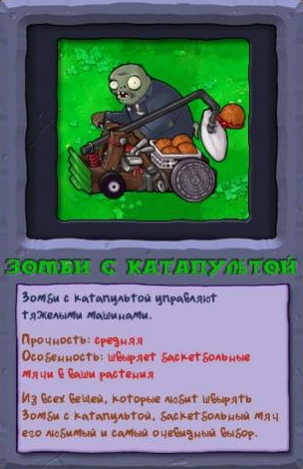 Зомби с катапультой
Зомби с катапультой управляют
тяжелыми машинами.
Прочность: средняя
Особенность: швыряет баскетбольные
мячи в ваши растения
Из всех вещей, которые любит швырять
Зомби с катапультой, баскетбольный мяч
его любимый и самый очевидный выбор.